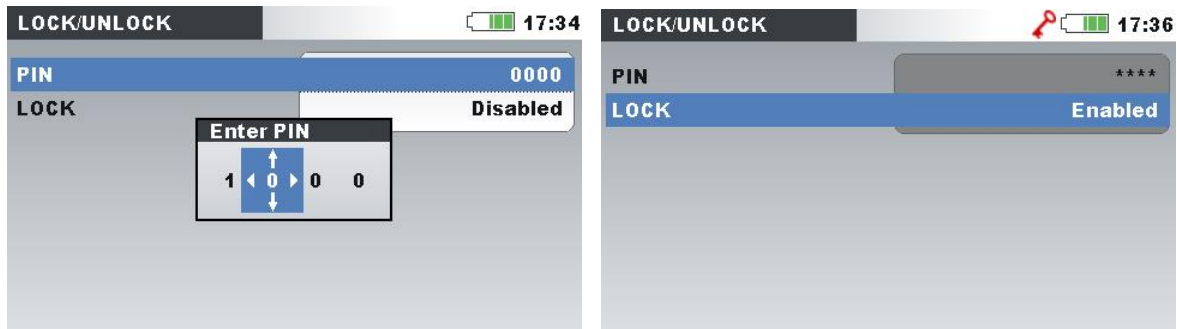 LOCK/UNLOCK 17:34
PIN 0000
LOCK Disabled
Enter PIN
1 0 0 0
LOCK/UNLOCK 17:36
PIN ****
LOCK Enabled